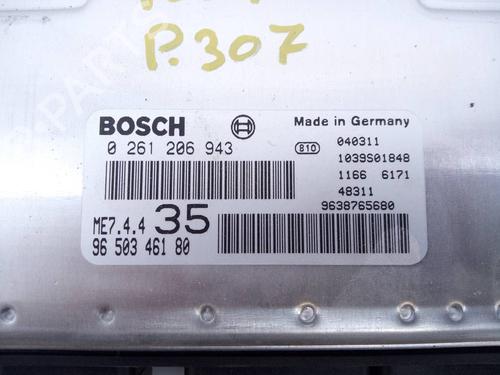 P.307
BOSCH
Made in Germany
0 261 206 943
810
040311
1039S01848
1166 6171
48311
9638765680
ME7.4.4 35
96 503 461 80